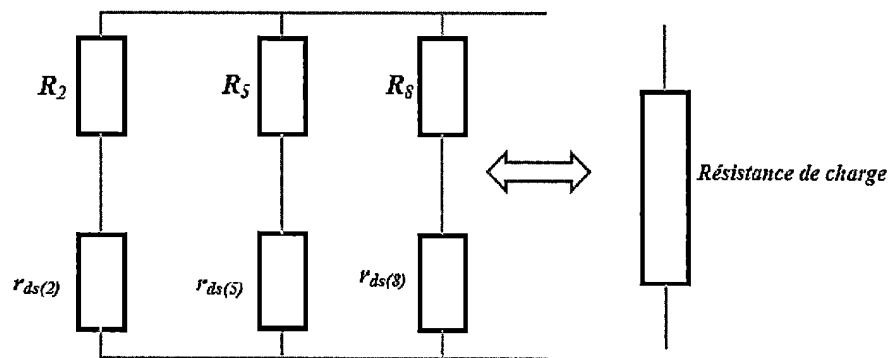 R2
R5
R8
Résistance de charge
rds(2)
rds(5)
rds(8)